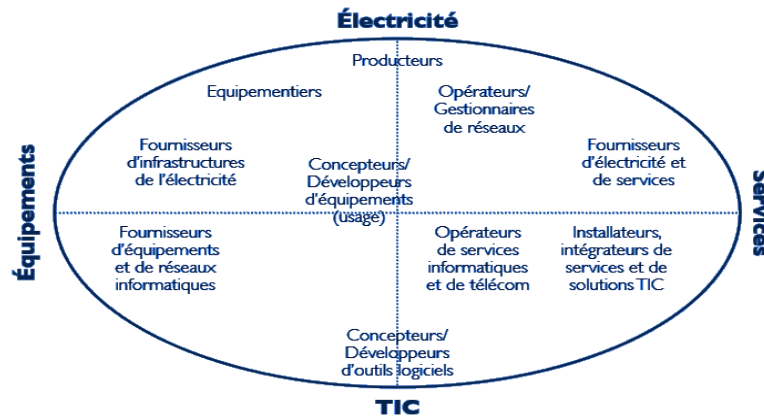 Électricité
Producteurs
Equipementiers
Opérateurs/
Gestionnaires
de réseaux
Fournisseurs
d'infrastructures
de l'électricité
Concepteurs/
Développeurs
d'équipements
(usage)
Fournisseurs
d'électricité et
de services
Équipements
Services
Fournisseurs
d'équipements
et de réseaux
informatiques
Opérateurs
de services
informatiques
et de télécom
Installateurs,
intégrateurs de
services et de
solutions TIC
Concepteurs/
Développeurs
d'outils logiciels
TIC